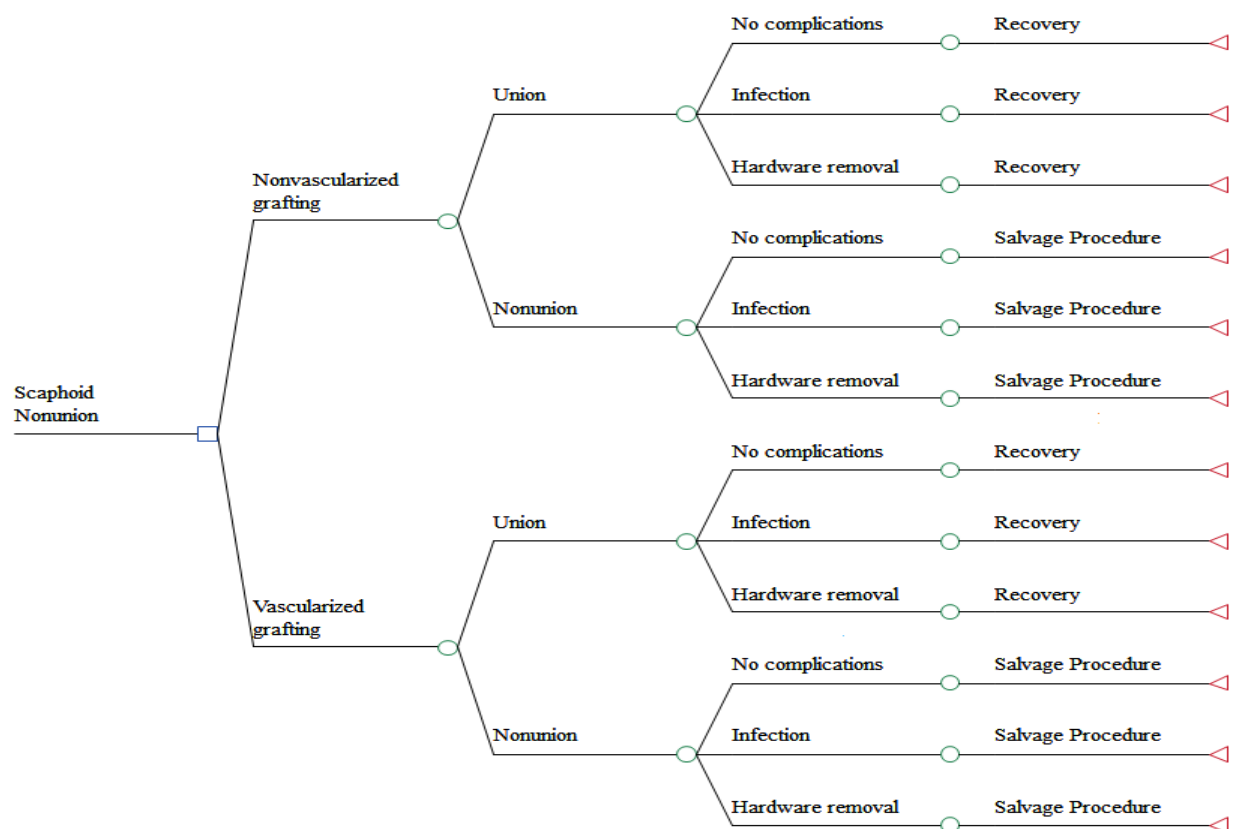 No complications
Recovery
Infection
Recovery
Union
Hardware removal
Recovery
Nonvascularized
grafting
No complications
Salvage Procedure
Infection
Salvage Procedure
Nonunion
Hardware removal
Salvage Procedure
Scaphoid
Nonunion
No complications
Recovery
Infection
Recovery
Union
Hardware removal
Recovery
Vascularized
grafting
No complications
Salvage Procedure
Infection
Salvage Procedure
Nonunion
Hardware removal
Salvage Procedure